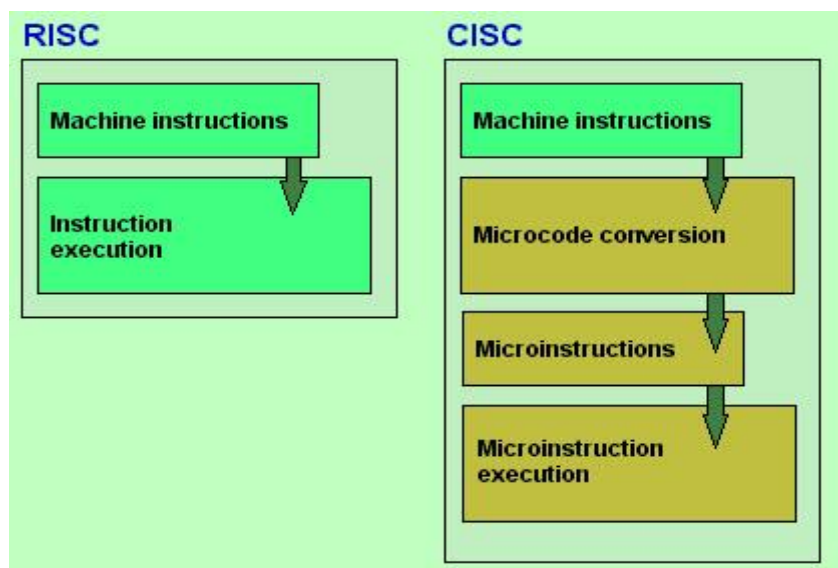 RISC
Machine instructions
Instruction
execution
CISC
Machine instructions
Microcode conversion
Microinstructions
Microinstruction
execution